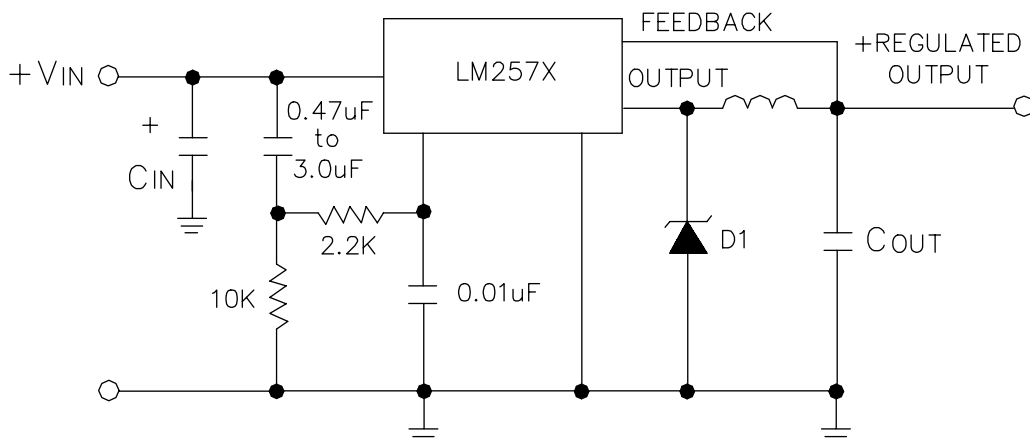 FEEDBACK
+REGULATED
OUTPUT
+VIN
LM257X
OUTPUT
0.47uF
to
3.0uF
+
CIN
2.2K
D1
COUT
10K
0.01uF